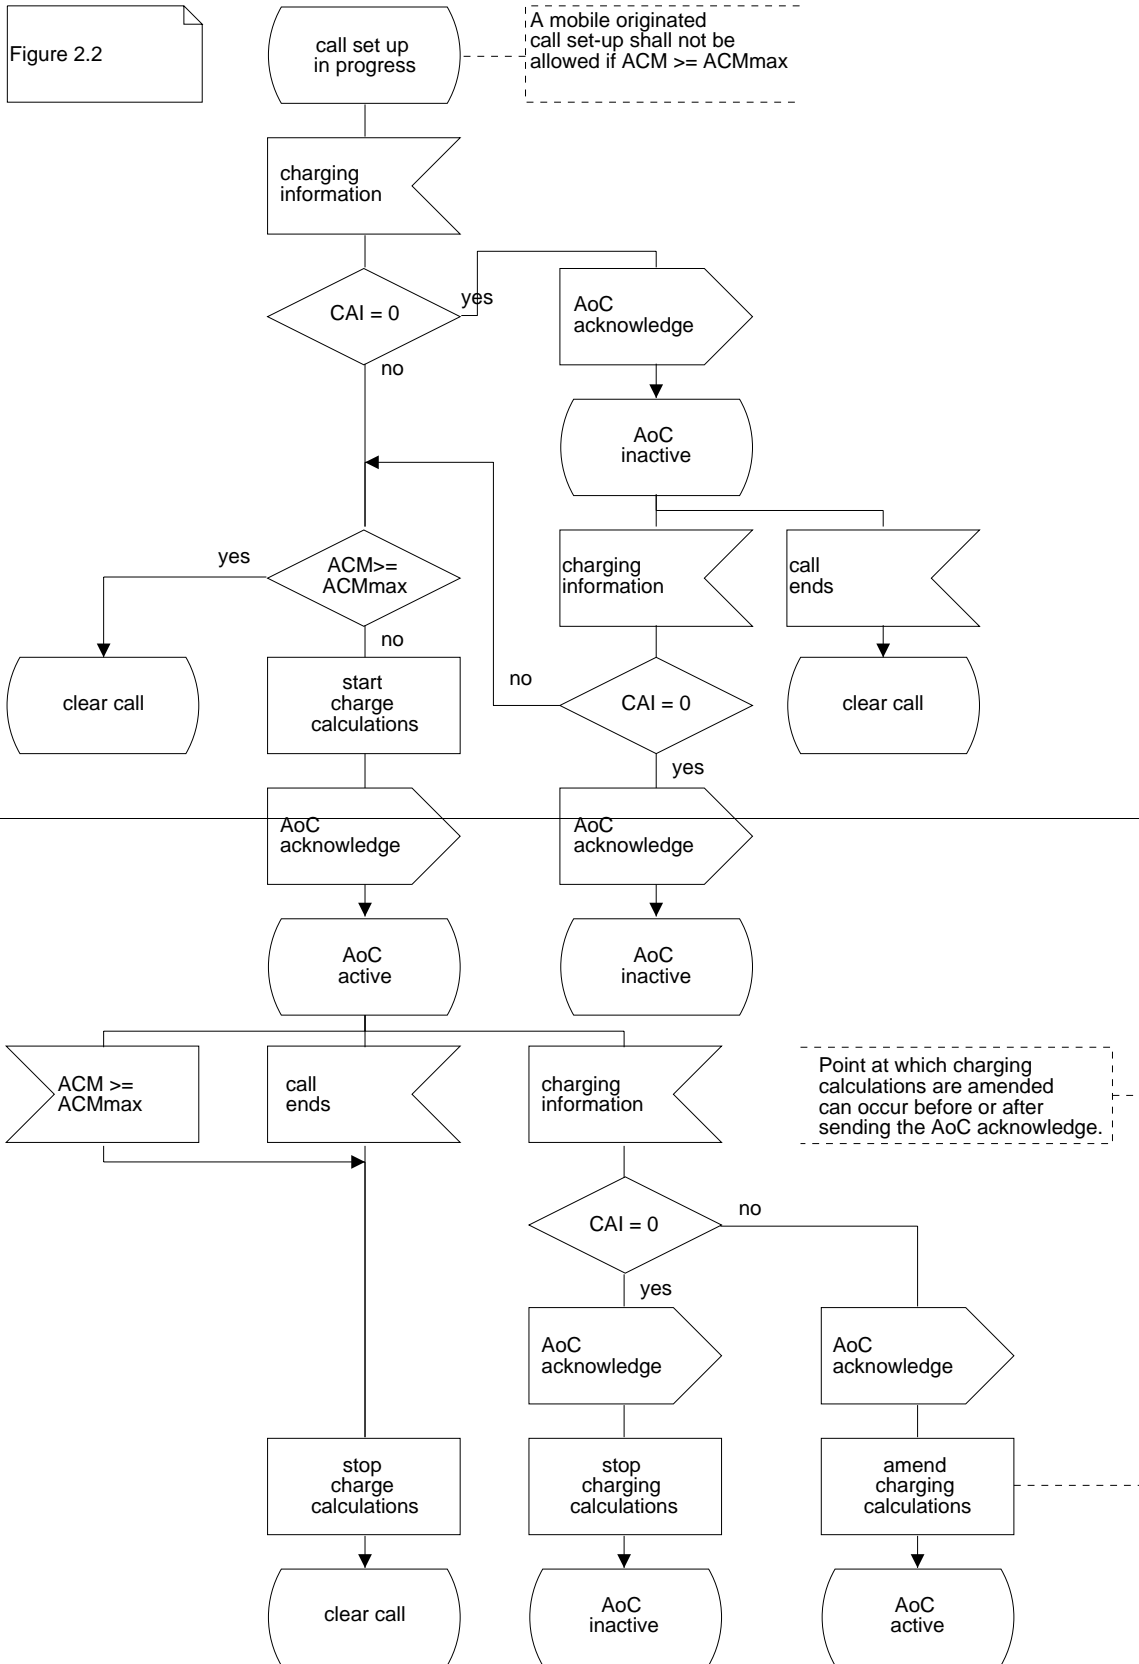 Figure 2.2
call set up
in progress
A mobile originated
call set-up shall not be
allowed if ACM >= ACMmax
charging
information
CAI = 0
yes
no
AoC
acknowledge
AoC
inactive
yes
ACM>=
ACMmax
no
charging
information
call
ends
clear call
start
charge
calculations
no
CAI = 0
yes
clear call
AoC
acknowledge
AoC
acknowledge
AoC
active
AoC
inactive
ACM >=
ACMmax
call
ends
charging
information
Point at which charging
calculations are amended
can occur before or after
sending the AoC acknowledge.
CAI = 0
no
yes
AoC
acknowledge
AoC
acknowledge
stop
charge
calculations
stop
charging
calculations
amend
charging
calculations
clear call
AoC
inactive
AoC
active